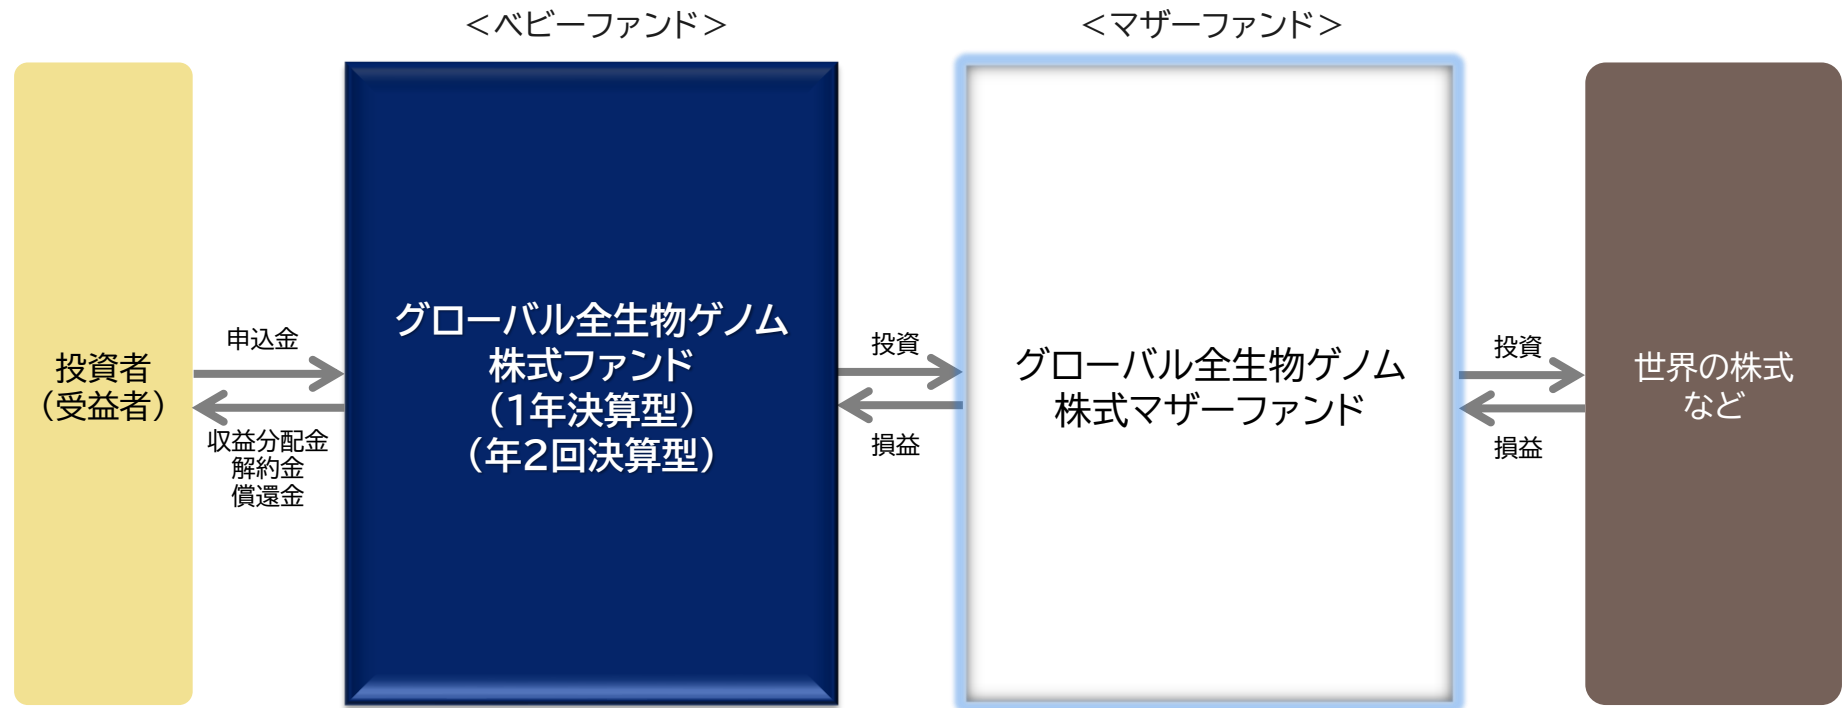 ＜ベビーファンド＞
＜マザーファンド＞
投資者
（受益者）
申込金
収益分配金
解約金
償還金
グローバル全生物ゲノム
株式ファンド
（1年決算型）
（年2回決算型）
投資
損益
グローバル全生物ゲノム
株式マザーファンド
投資
損益
世界の株式
など